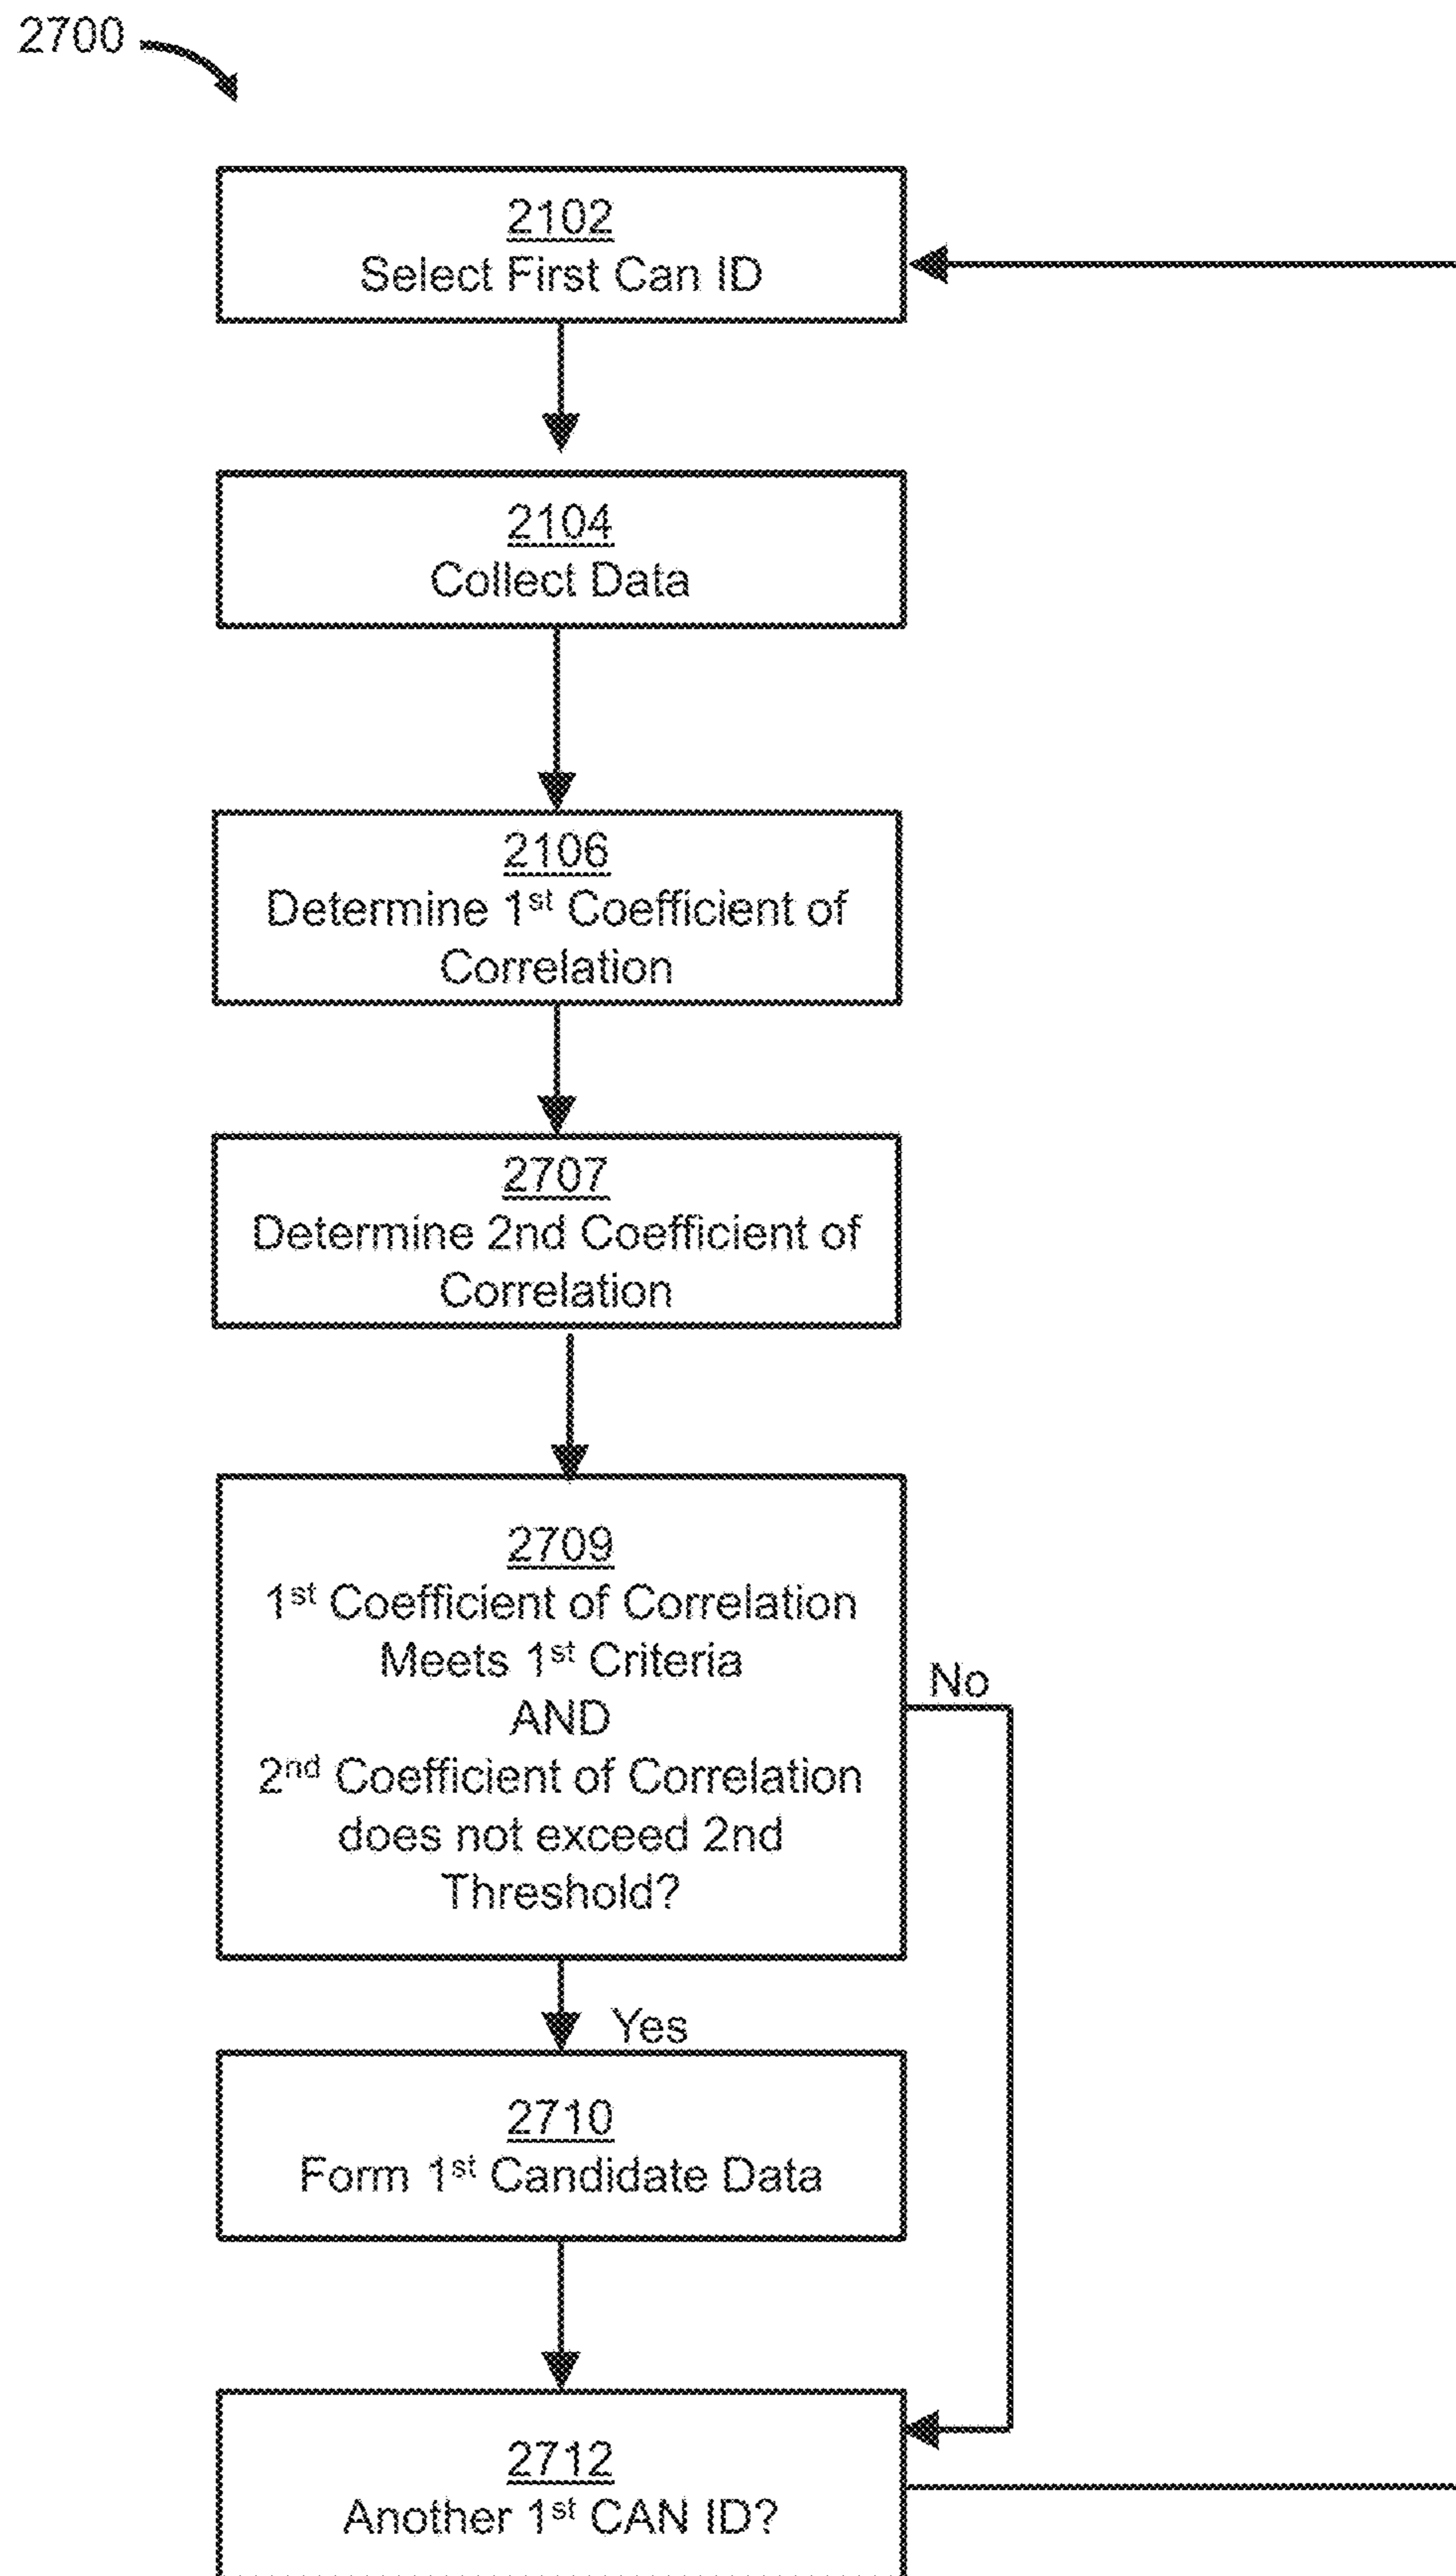 2700
2102
Select First Can ID
2104
Collect Data
2106
Determine 1st Coefficient of
Correlation
2707
Determine 2nd Coefficient of
Correlation
2709
1st Coefficient of Correlation
Meets 1st Criteria
AND
2nd Coefficient of Correlation
does not exceed 2nd
Threshold?
No
Yes
2710
Form 1st Candidate Data
2712
Another 1st CAN ID?